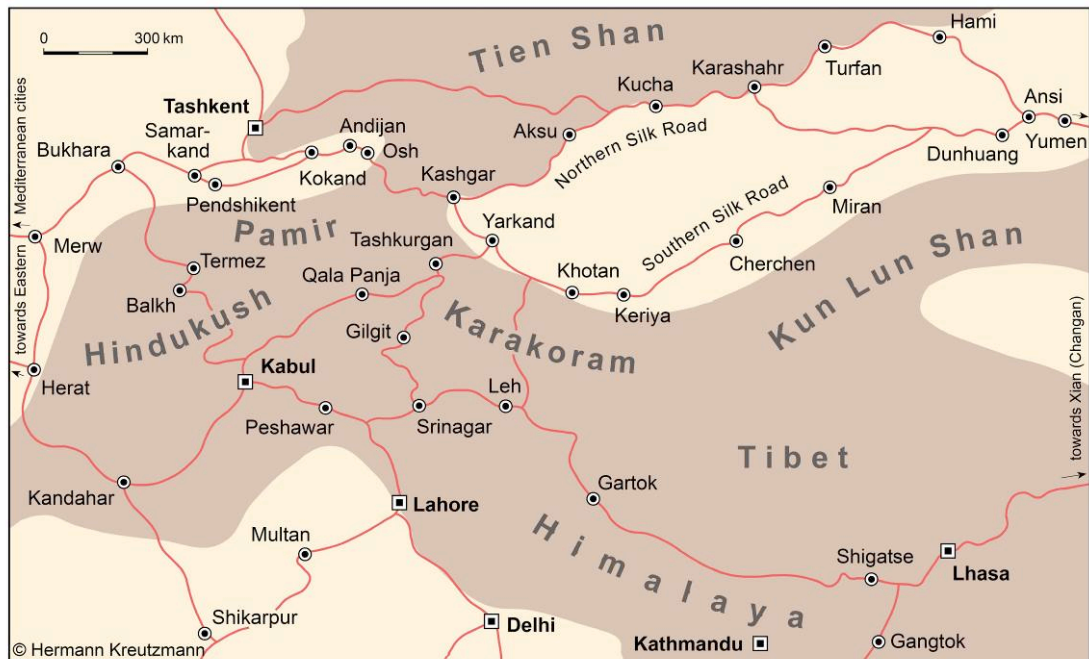 0 300 km
Tien Shan
Hami
Turfan
Karashahr
Kucha
Tashkent
Samar-
kand
Andijan
Osh
Aksu
Ansi
Yumen
Bukhara
Kokand
Northern Silk Road
Dunhuang
Pendshikent
Kashgar
Miran
towards Eastern Mediterranean cities
Merw
Pamir
Yarkand
Southern Silk Road
Tashkurgan
Termez
Qala Panja
Khotan
Cherchen
Kun Lun Shan
Balkh
Keriya
Hindukush
Gilgit
Karakoram
Herat
Kabul
Leh
Peshawar
Srinagar
towards Xian (Changan)
Tibet
Kandahar
Gartok
Lahore
Multan
Himalaya
Shigatse
Lhasa
Shikarpur
Delhi
Kathmandu
Gangtok
© Hermann Kreutzmann